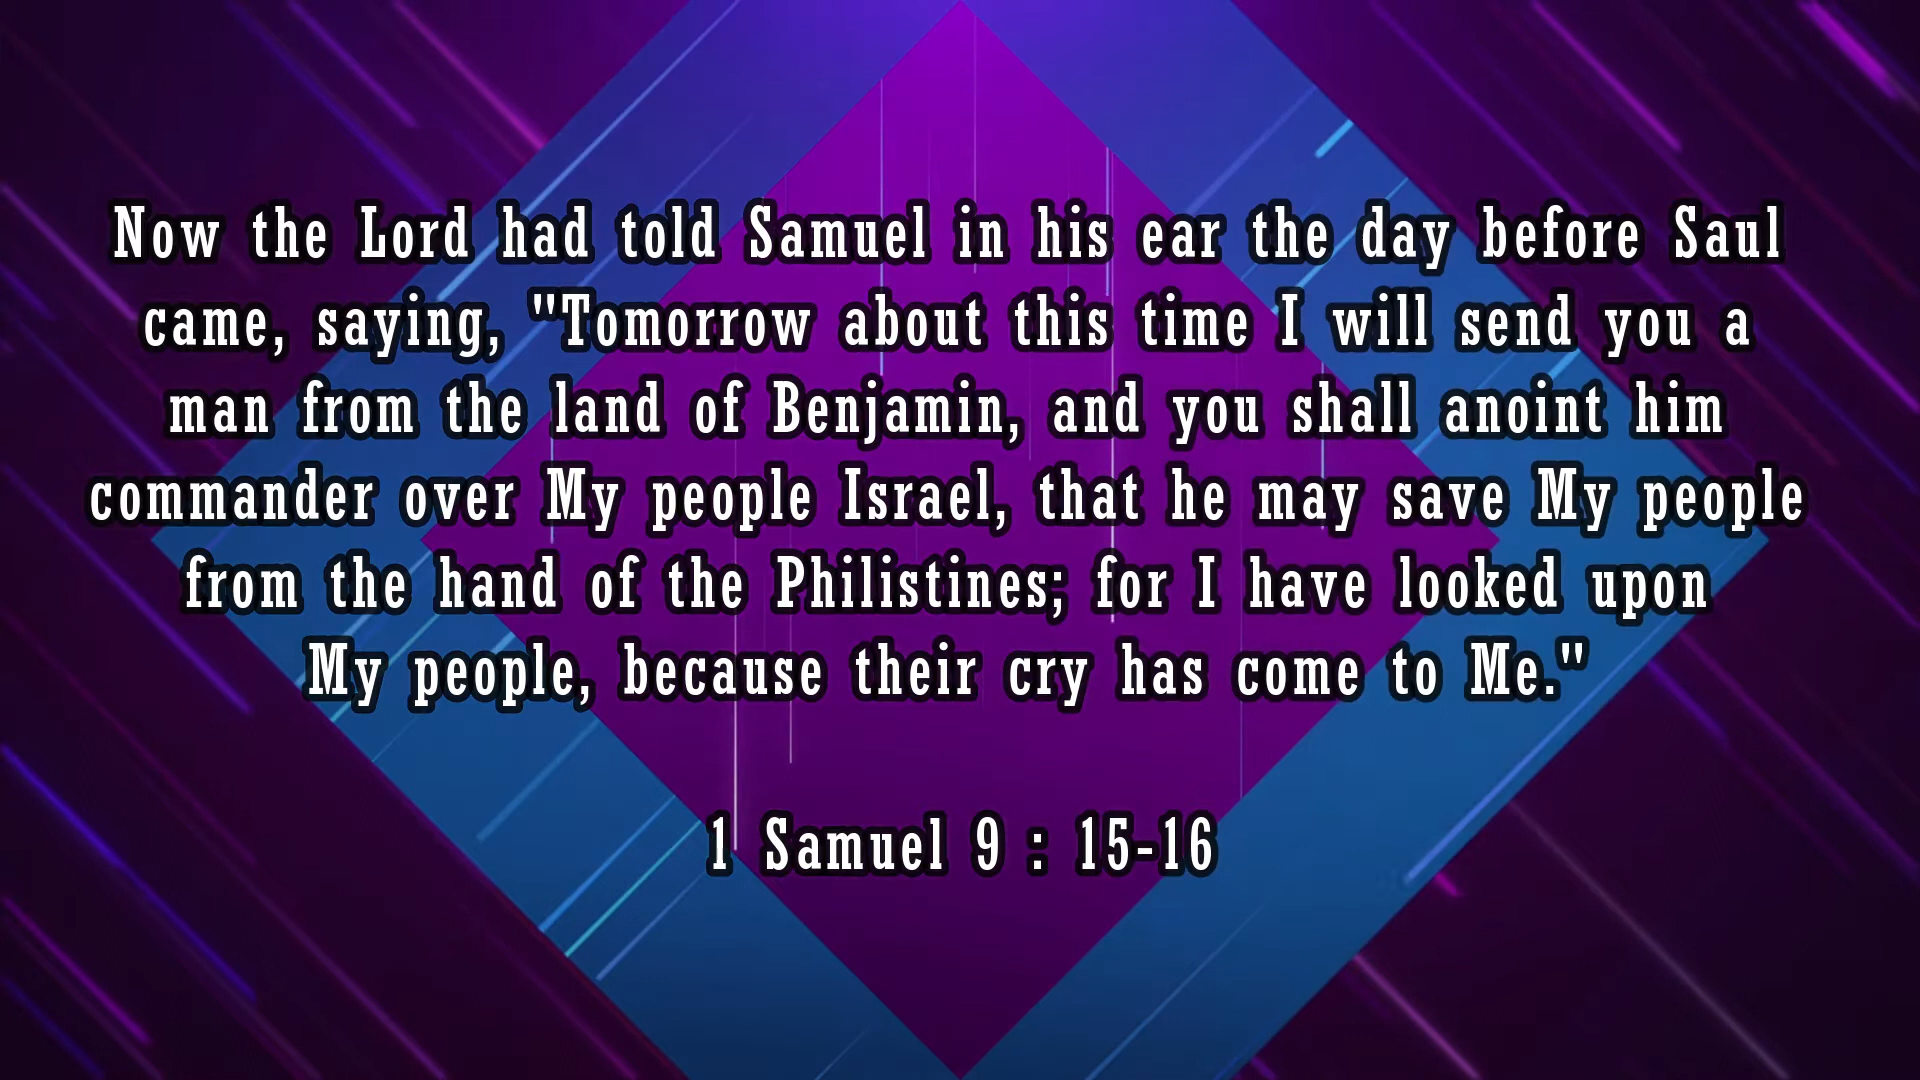 Now the Lord had told Samuel in his ear the day before Saul
came, saying, "Tomorrow about this time I will send you a
man from the land of Benjamin, and you shall anoint him
commander over My people Israel, that he may save My people
from the hand of the Philistines; for I have looked upon
My people, because their cry has come to Me."
1 Samuel 9 : 15-16